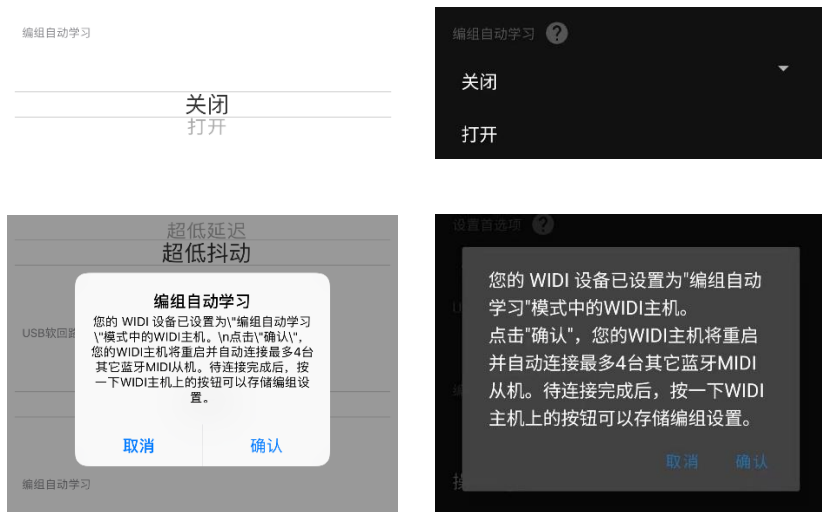 编组自动学习
关闭
打开
编组自动学习 ?
关闭
打开
超低延迟
超低抖动
USB软回
编组自动学习
您的 WIDI 设备已设置为\"编组自动学习
\"模式中的WIDI主机。\n点击\"确认\",
您的WIDI主机将重启并自动连接最多4台
其它蓝牙MIDI从机。待连接完成后，按
一下WIDI主机上的按钮可以存储编组设
置。
取消
确认
编组自动学习
设置首选项 ?
您的 WIDI 设备已设置为"编组自动
学习"模式中的WIDI主机。
点击"确认"，您的WIDI主机将重启
并自动连接最多4台其它蓝牙MIDI
从机。待连接完成后，按一下WIDI
主机上的按钮可以存储编组设置。
取消
确认